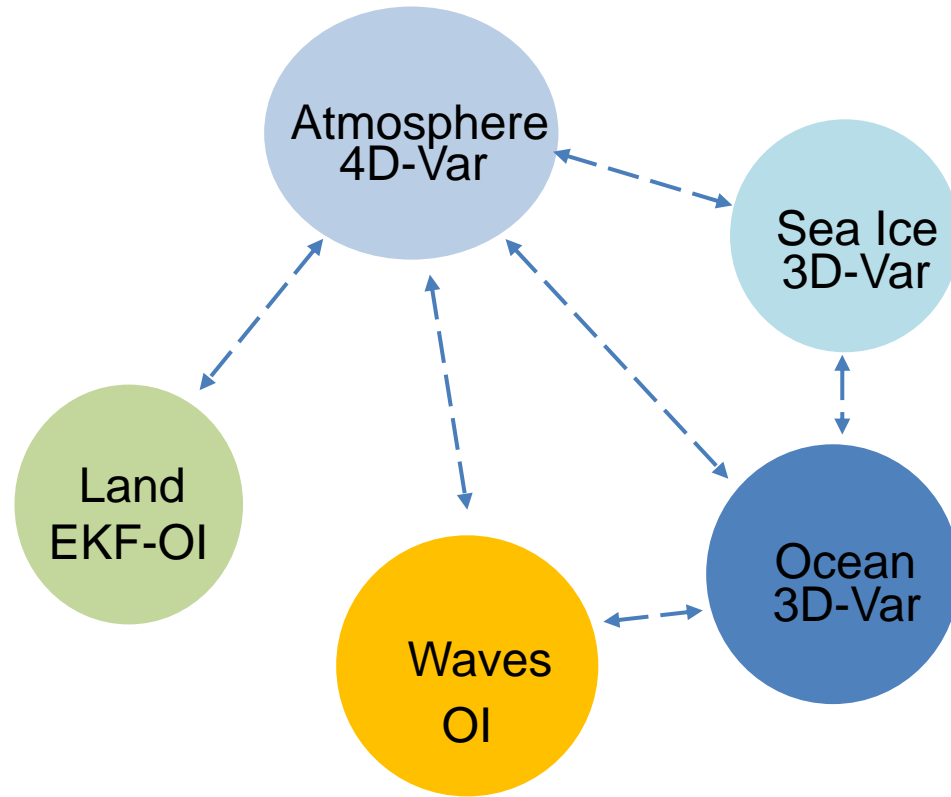 Atmosphere
4D-Var
Sea Ice
3D-Var
Land
EKF-OI
Ocean
3D-Var
Waves
OI